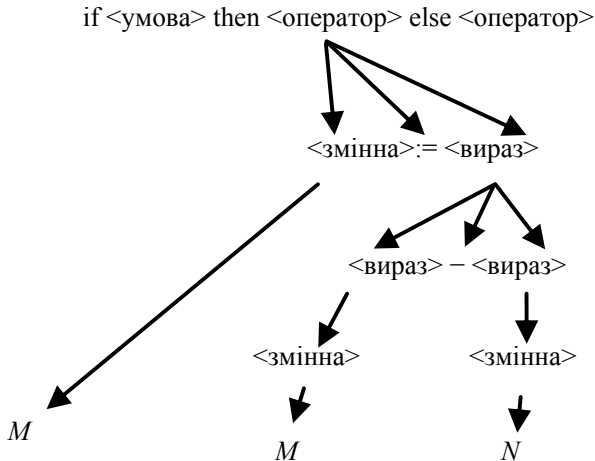 if <умова> then <оператор> else <оператор>
<змінна>:= <вираз>
<вираз> − <вираз>
<змінна> <змінна>
M M N